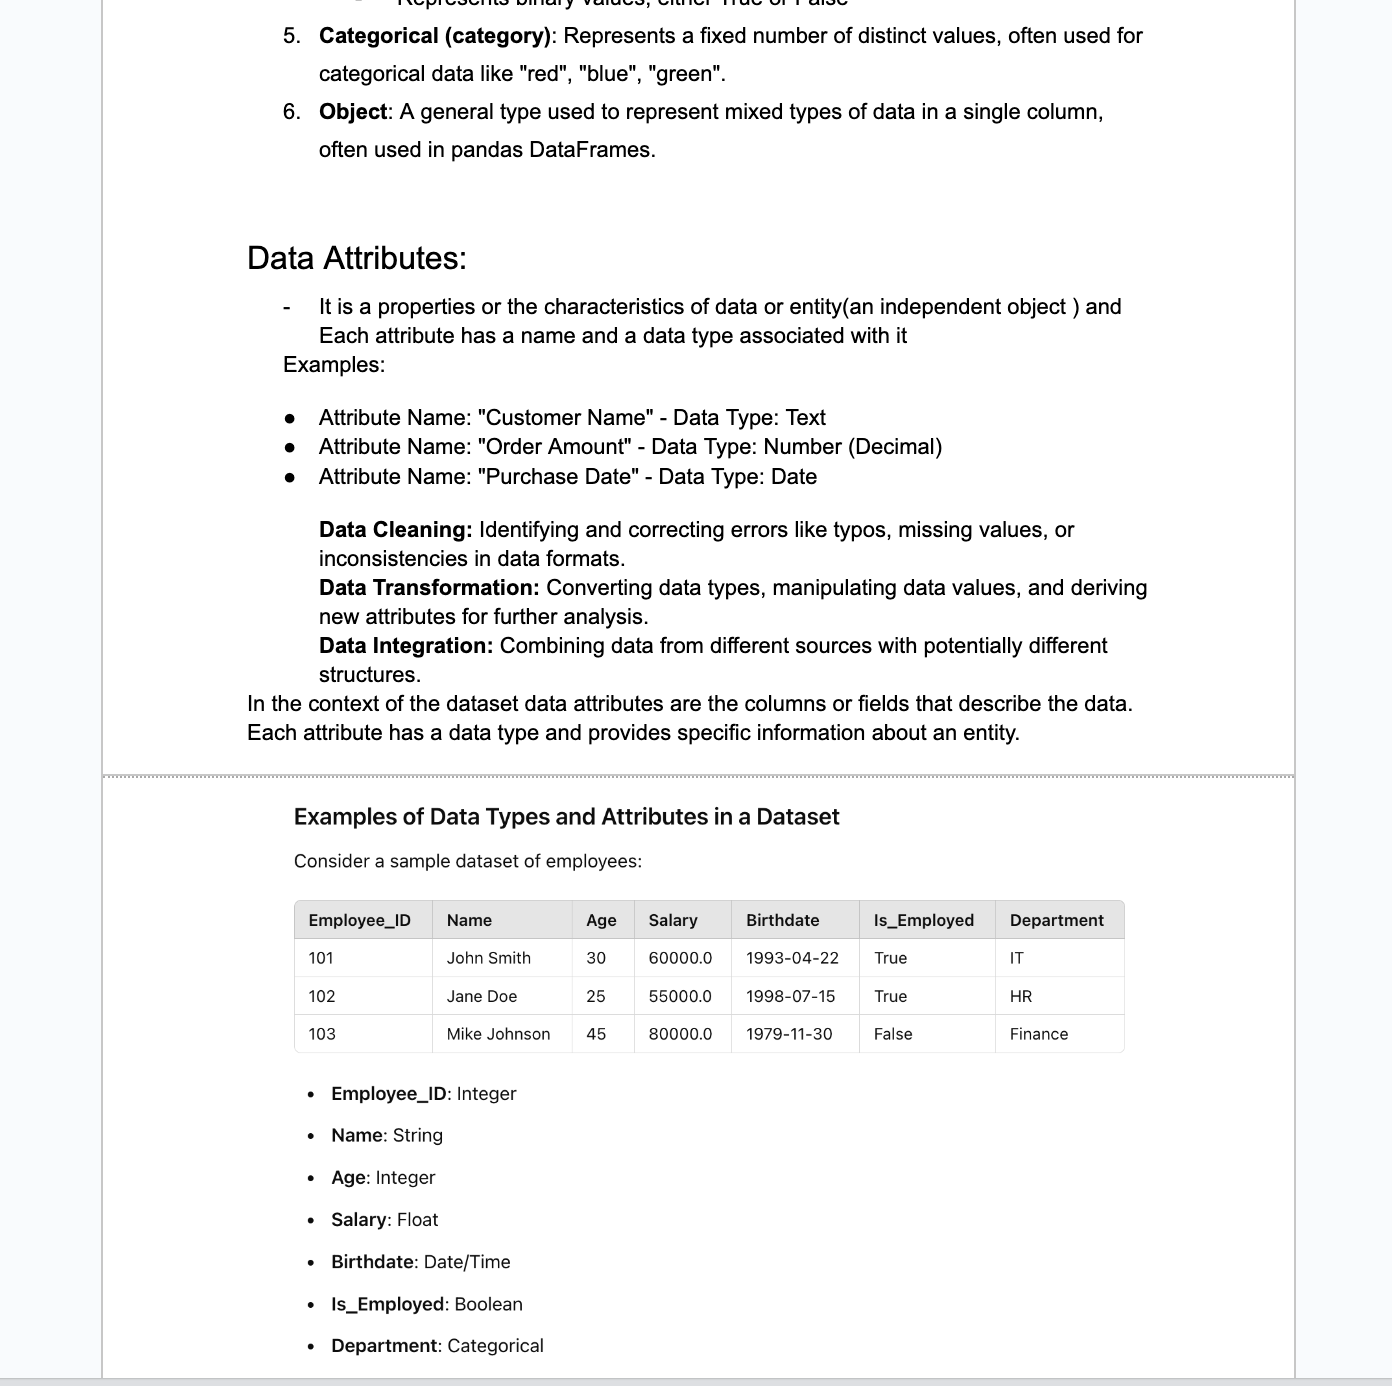 Represents binary values, either True or False
5. Categorical (category): Represents a fixed number of distinct values, often used for
categorical data like "red", "blue", "green".
6. Object: A general type used to represent mixed types of data in a single column,
often used in pandas DataFrames.
Data Attributes:
- It is a properties or the characteristics of data or entity(an independent object ) and
Each attribute has a name and a data type associated with it
Examples:
● Attribute Name: "Customer Name" - Data Type: Text
● Attribute Name: "Order Amount" - Data Type: Number (Decimal)
● Attribute Name: "Purchase Date" - Data Type: Date
Data Cleaning: Identifying and correcting errors like typos, missing values, or
inconsistencies in data formats.
Data Transformation: Converting data types, manipulating data values, and deriving
new attributes for further analysis.
Data Integration: Combining data from different sources with potentially different
structures.
In the context of the dataset data attributes are the columns or fields that describe the data.
Each attribute has a data type and provides specific information about an entity.
Examples of Data Types and Attributes in a Dataset
Consider a sample dataset of employees:
Employee_ID Name Age Salary Birthdate Is_Employed Department
101 John Smith 30 60000.0 1993-04-22 True IT
102 Jane Doe 25 55000.0 1998-07-15 True HR
103 Mike Johnson 45 80000.0 1979-11-30 False Finance
• Employee_ID: Integer
• Name: String
• Age: Integer
• Salary: Float
• Birthdate: Date/Time
• Is_Employed: Boolean
• Department: Categorical